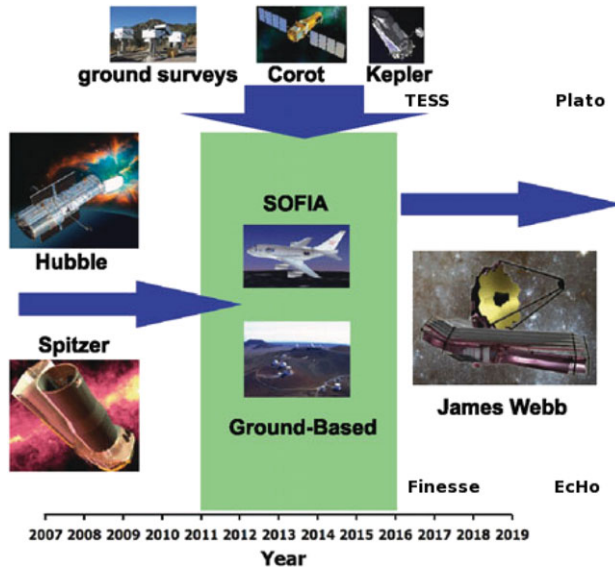 ground surveys Corot Kepler
TESS Plato
SOFIA
Hubble
Spitzer
James Webb
Ground-Based
Finesse EcHo
2007 2008 2009 2010 2011 2012 2013 2014 2015 2016 2017 2018 2019
Year